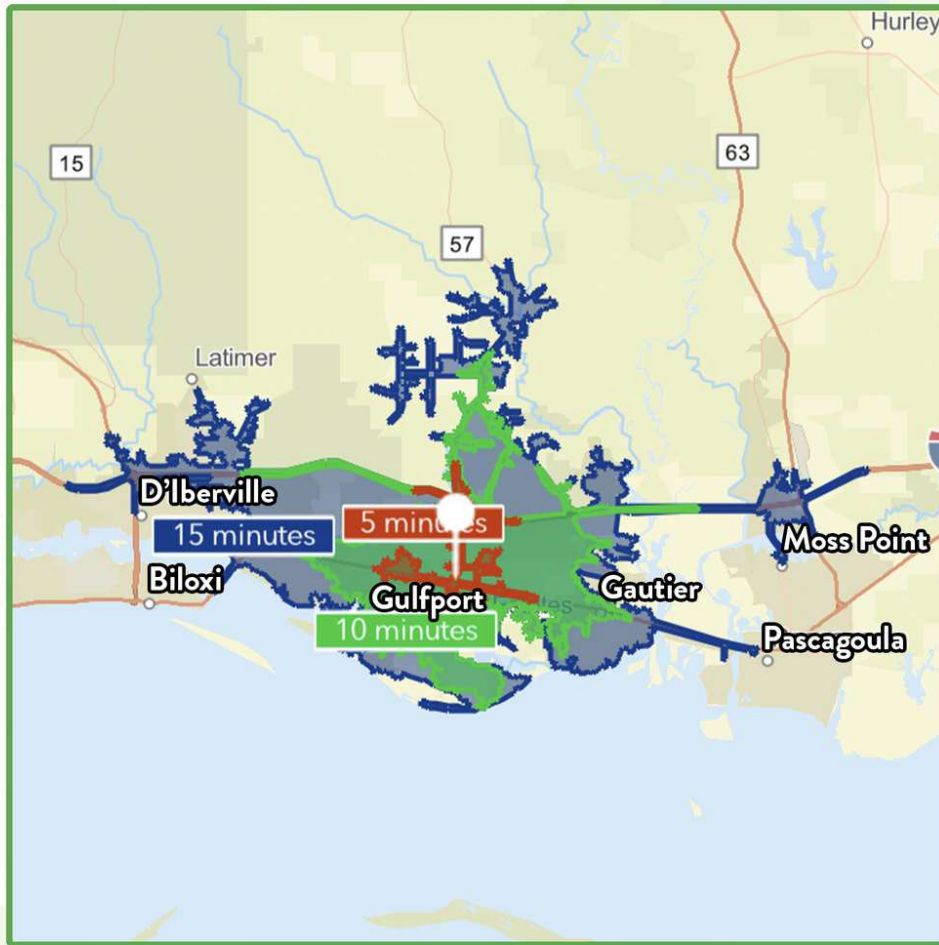 Hurley
15
63
57
Latimer
D'Iberville
5 minutes
15 minutes
Moss Point
Biloxi
Gulfport
Gautier
10 minutes
Pascagoula